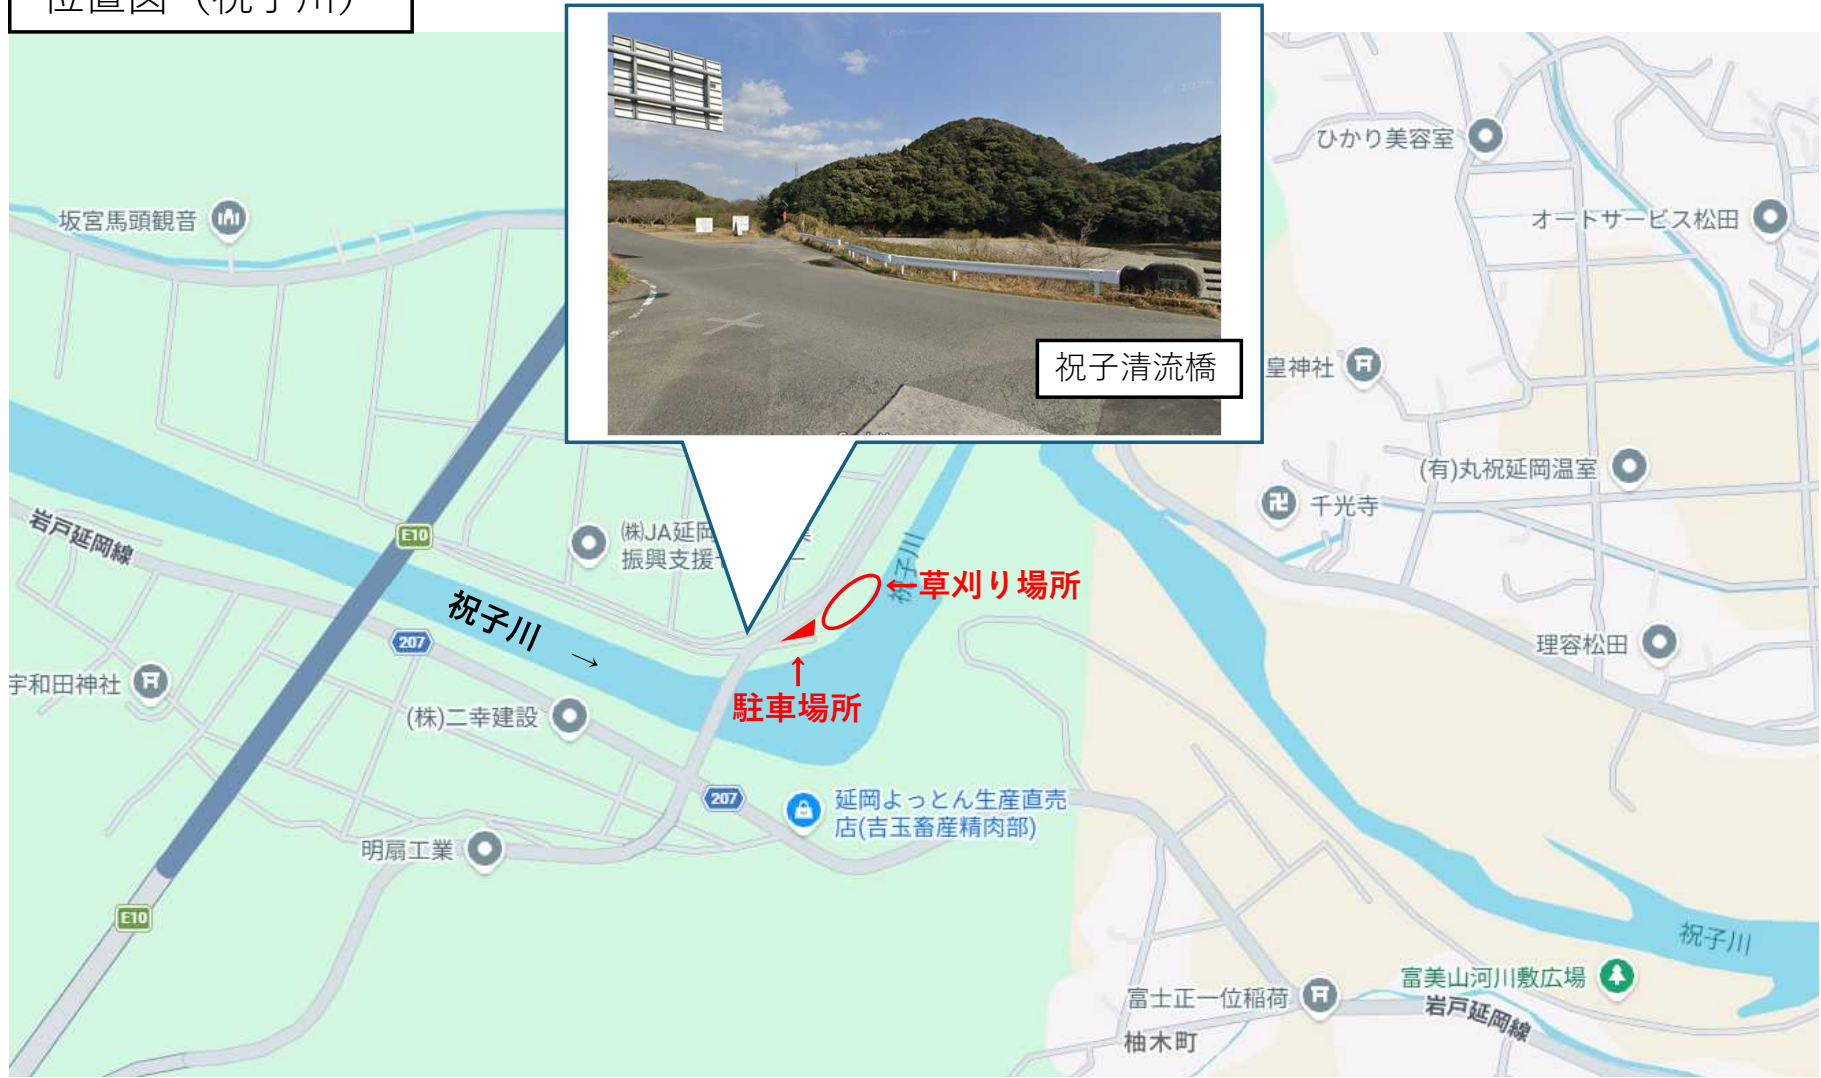 位置図（祝子川）
祝子清流橋
ひかり美容室
オートサービス松田
坂宮馬頭観音
皇神社
(有)丸祝延岡温室
千光寺
岩戸延岡線
E10
(株)JA延岡
振興支援
祝子川
←草刈り場所
祝子川 →
207
↑
駐車場所
理容松田
宇和田神社
(株)二幸建設
207
延岡よっとん生産直売
店(吉玉畜産精肉部)
明扇工業
E10
祝子川
富美山河川敷広場
富士正一位稲荷
岩戸延岡線
柚木町